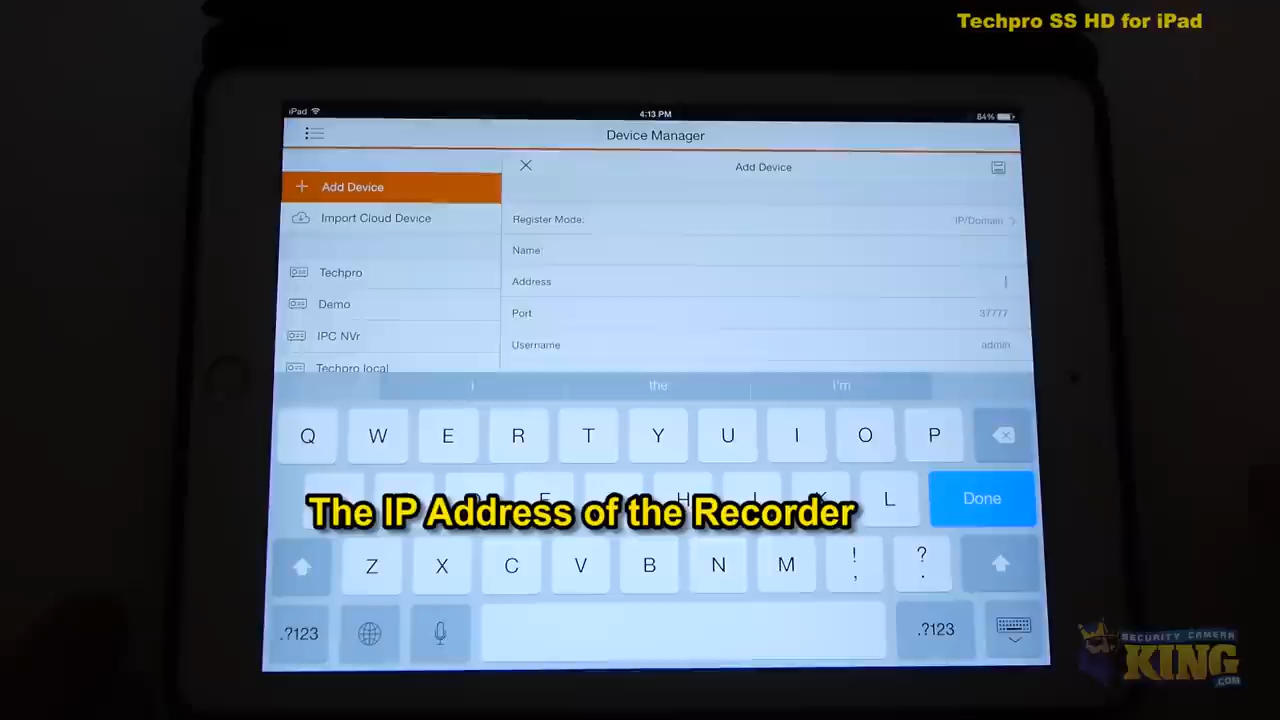 Techpro SS HD for iPad
iPad 4:13 PM 84%
Device Manager
Add Device
Add Device
Import Cloud Device
Register Mode: IP/Domain
Name:
Techpro
Address
Demo
Port 37777
IPC NVr
Username admin
Techpro local
I the I'm
Q W E R T Y U I O P
L Done
The IP Address of the Recorder
Z X C V B N M ! , ? .
.?123 .?123
SECURITY CAMERA
KING
.COM